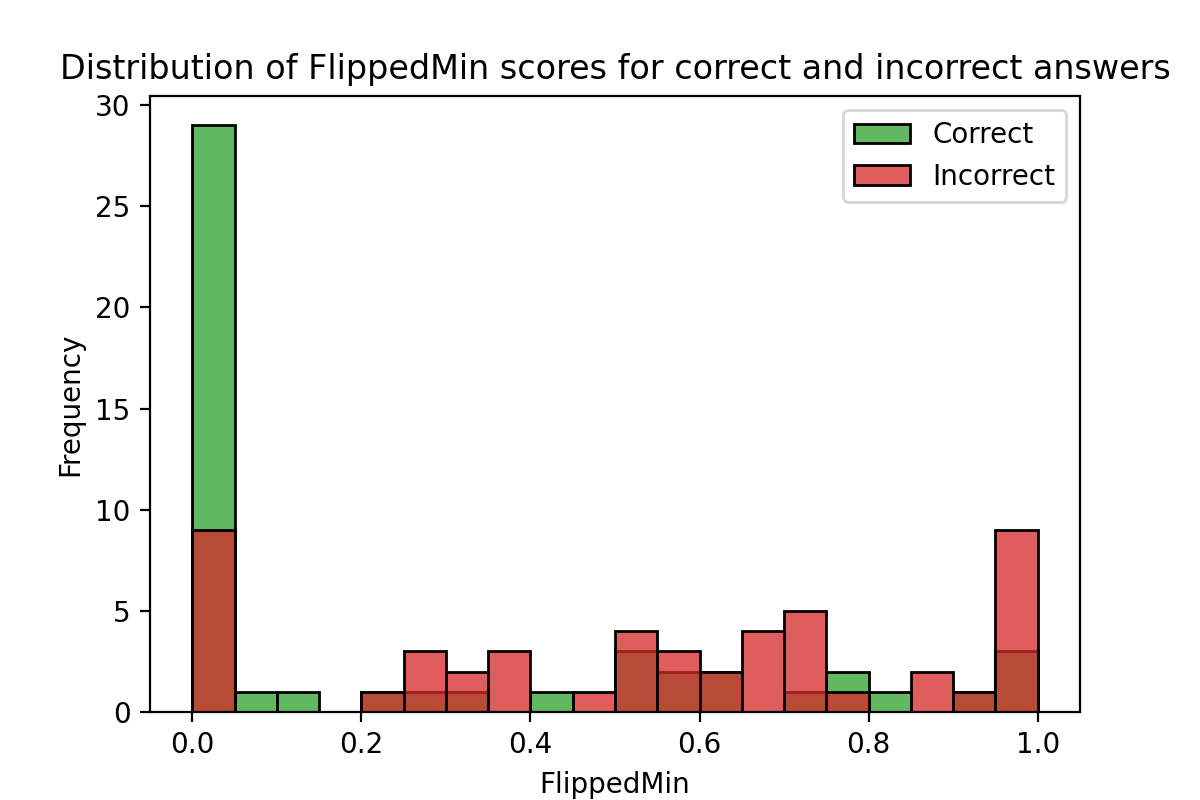 Distribution of FlippedMin scores for correct and incorrect answers
30
25
20
15
10
5
0
Frequency
Correct
Incorrect
0.0 0.2 0.4 0.6 0.8 1.0
FlippedMin